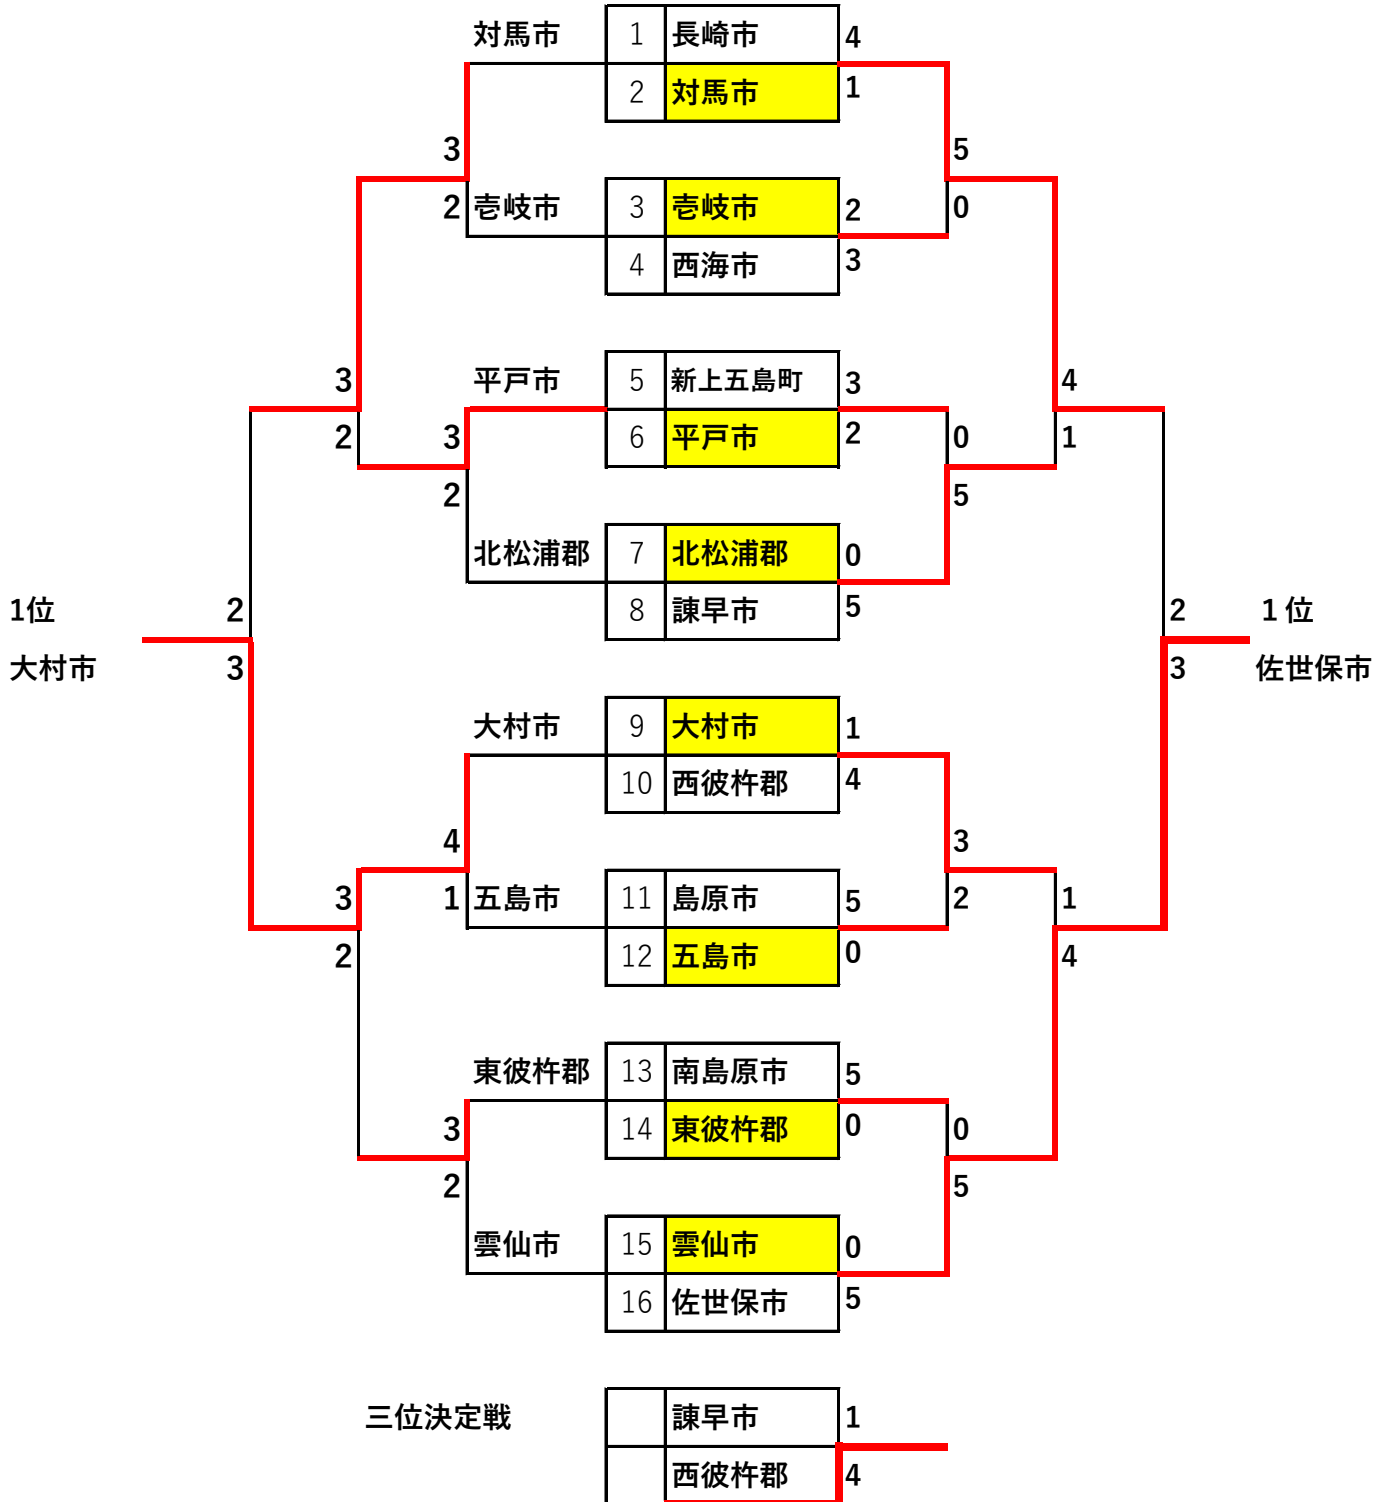 対馬市 1 長崎市 4
2 対馬市 1
3 5
2 壱岐市 3 壱岐市 2 0
4 西海市 3
3 平戸市 5 新上五島町 3 4
2 3 6 平戸市 2 0 1
2 5
北松浦郡 7 北松浦郡 0
1位 2 8 諫早市 5 2 1位
大村市 3 3 佐世保市
大村市 9 大村市 1
10 西彼杵郡 4
4 3
3 1 五島市 11 島原市 5 2 1
2 12 五島市 0 4
東彼杵郡 13 南島原市 5
3 14 東彼杵郡 0 0
2 5
雲仙市 15 雲仙市 0
16 佐世保市 5
三位決定戦 諫早市 1
西彼杵郡 4